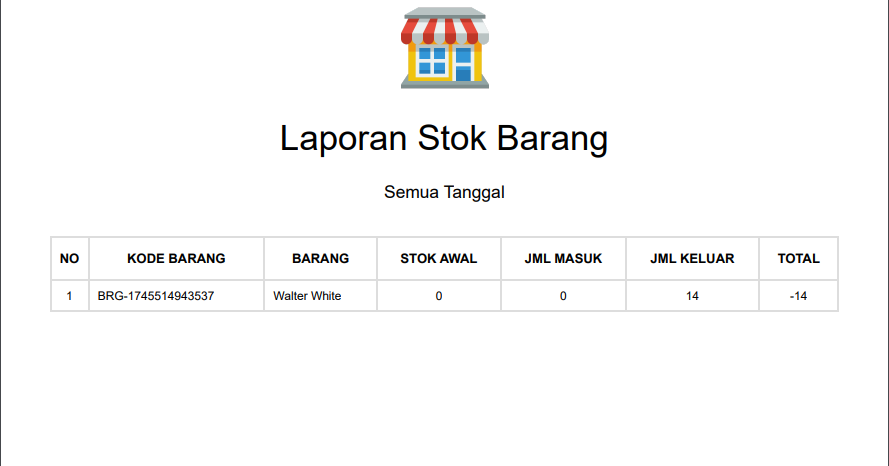 Laporan Stok Barang
Semua Tanggal
NO KODE BARANG BARANG STOK AWAL JML MASUK JML KELUAR TOTAL
1 BRG-1745514943537 Walter White 0 0 14 -14